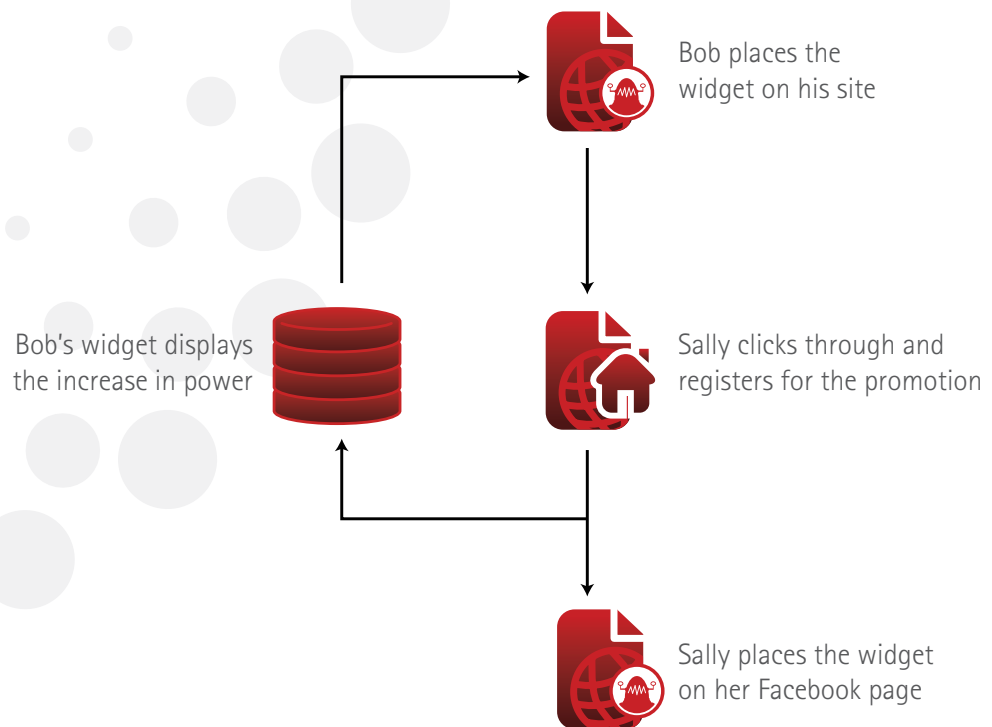 Bob places the
widget on his site
Bob's widget displays
the increase in power
Sally clicks through and
registers for the promotion
Sally places the widget
on her Facebook page